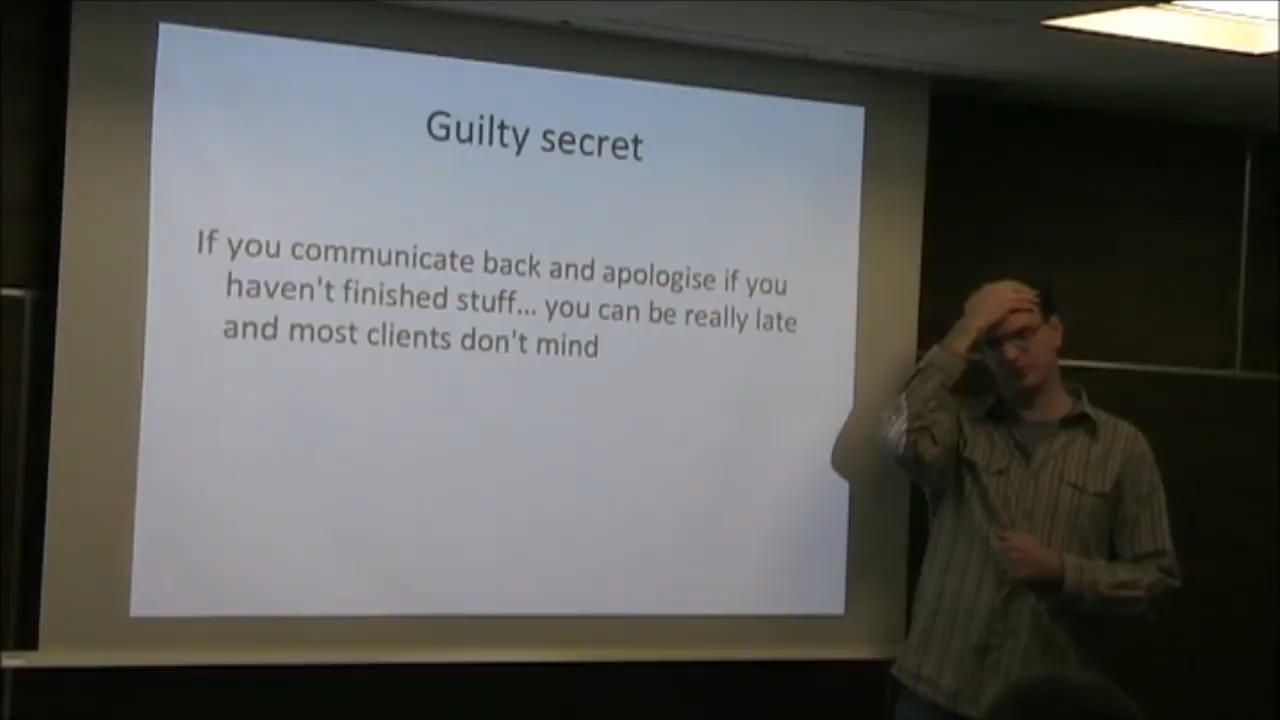 Guilty secret
If you communicate back and apologise if you
haven't finished stuff... you can be really late
and most clients don't mind